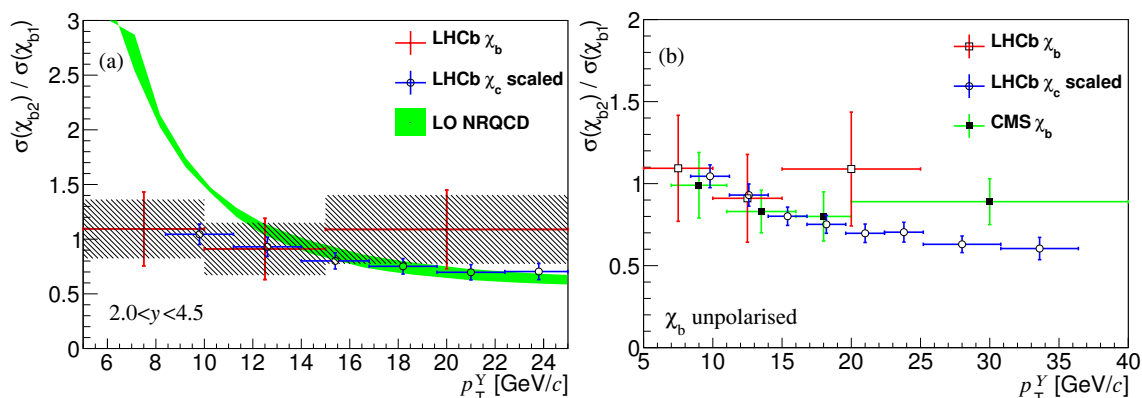 σ(χb2) / σ(χb1)
3
2.5
2
1.5
1
0.5
0
(a)
LHCb χb
LHCb χc scaled
LO NRQCD
2.0<y<4.5
6 8 10 12 14 16 18 20 22 24
pTΥ [GeV/c]
σ(χb2) / σ(χb1)
2
1.5
1
0.5
0
(b)
LHCb χb
LHCb χc scaled
CMS χb
χb unpolarised
5 10 15 20 25 30 35 40
pTΥ [GeV/c]